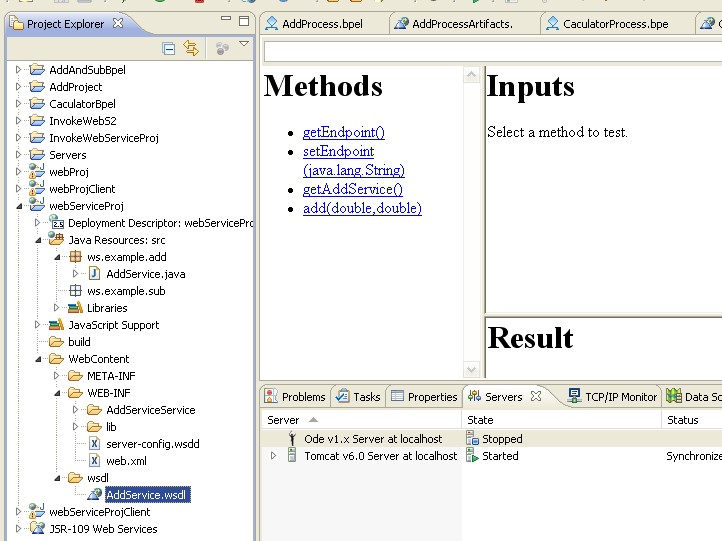 Project Explorer
AddProcess.bpel
AddProcessArtifacts.
CaculatorProcess.bpe
AddAndSubBpel
AddProject
CaculatorBpel
InvokeWebS2
InvokeWebServiceProj
Servers
webProj
webProjClient
webServiceProj
Deployment Descriptor: webServicePro
Java Resources: src
ws.example.add
AddService.java
ws.example.sub
Libraries
JavaScript Support
build
WebContent
META-INF
WEB-INF
AddServiceService
lib
server-config.wsdd
web.xml
wsdl
AddService.wsdl
webServiceProjClient
JSR-109 Web Services
Methods
getEndpoint()
setEndpoint
(java.lang.String)
getAddService()
add(double,double)
Inputs
Select a method to test.
Result
Problems
Tasks
Properties
Servers
TCP/IP Monitor
Data So
Server
State
Status
Ode v1.x Server at localhost
Stopped
Tomcat v6.0 Server at localhost
Started
Synchronize